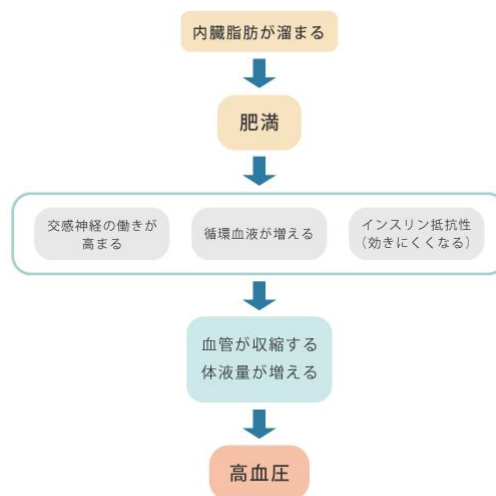 内臓脂肪が溜まる
肥満
交感神経の働きが
高まる
循環血液が増える
インスリン抵抗性
（効きにくくなる）
血管が収縮する
体液量が増える
高血圧